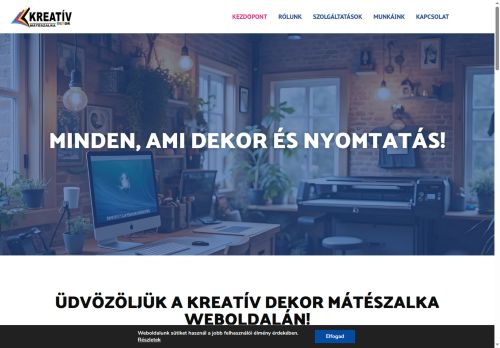 KREATÍV
MÁTÉSZALKA
KEZDŐPONT RÓLUNK SZOLGÁLTATÁSOK MUNKÁINK KAPCSOLAT
MINDEN, AMI DEKOR ÉS NYOMTATÁS!
ÜDVÖZÖLJÜK A KREATÍV DEKOR MÁTÉSZALKA
WEBOLDALÁN!
Weboldalunk sütiket használ a jobb felhasználói élmény érdekében.
Részletek
Elfogad